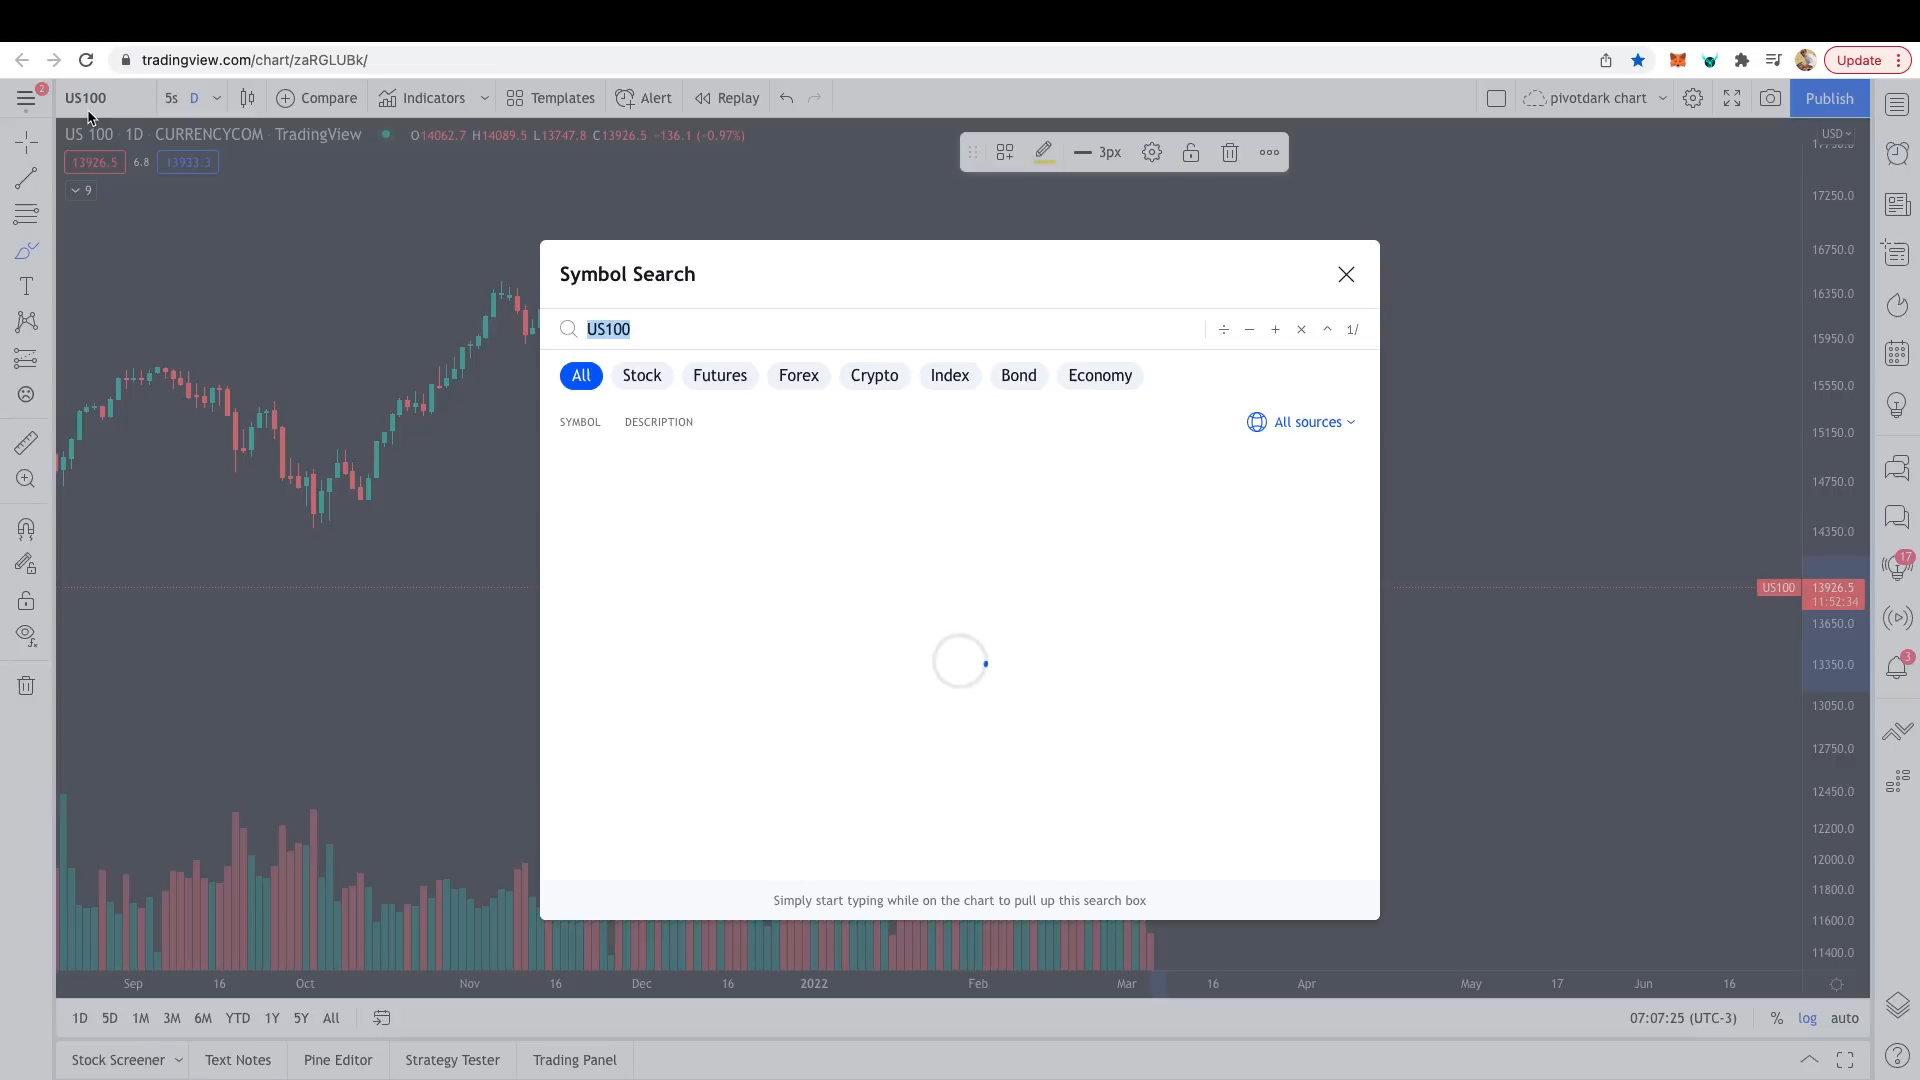 tradingview.com/chart/zaRGLUBk/
Update
2
US100
5s D
Compare
Indicators
Templates
Alert
Replay
pivotdark chart
Publish
US 100 · 1D · CURRENCYCOM · TradingView
O14062.7 H14089.5 L13747.8 C13926.5 −136.1 (−0.97%)
13926.5 6.8 13933.3
9
3px
USD
17250.0
16750.0
16350.0
15950.0
15550.0
15150.0
14750.0
14350.0
US100 13926.5
11:52:34
13650.0
13350.0
13050.0
12750.0
12450.0
12200.0
12000.0
11800.0
11600.0
11400.0
17
3
Symbol Search
US100
÷ − + × ^ 1/
All Stock Futures Forex Crypto Index Bond Economy
SYMBOL DESCRIPTION
All sources
Simply start typing while on the chart to pull up this search box
Sep 16 Oct Nov 16 Dec 16 2022 Feb Mar 16 Apr May 17 Jun 16
1D 5D 1M 3M 6M YTD 1Y 5Y All
07:07:25 (UTC-3) % log auto
Stock Screener Text Notes Pine Editor Strategy Tester Trading Panel